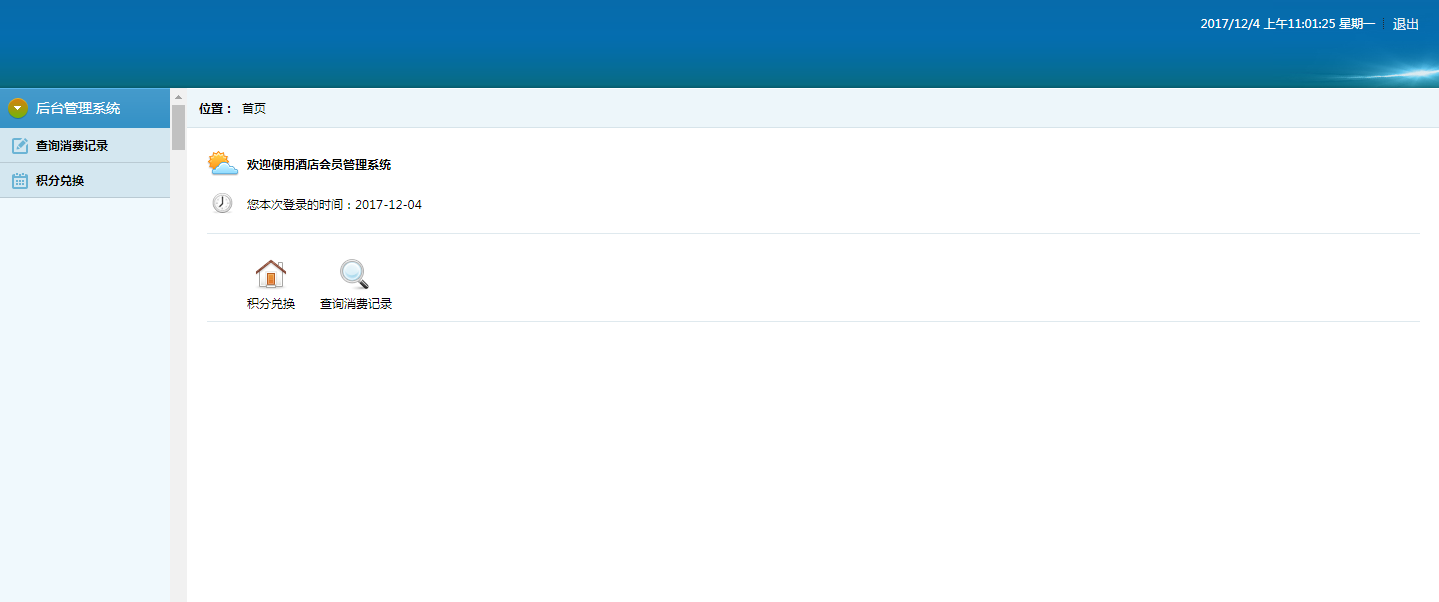 2017/12/4 上午11:01:25 星期一 退出
后台管理系统
查询消费记录
积分兑换
位置： 首页
欢迎使用酒店会员管理系统
您本次登录的时间：2017-12-04
积分兑换 查询消费记录